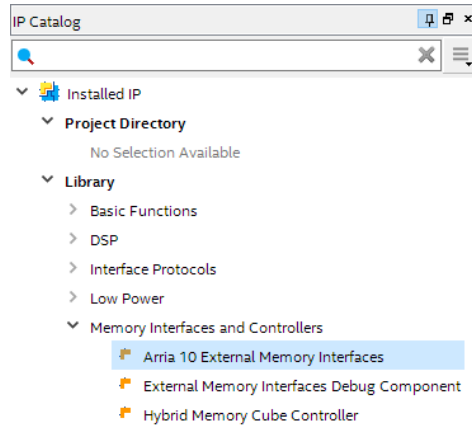 IP Catalog
Installed IP
Project Directory
No Selection Available
Library
Basic Functions
DSP
Interface Protocols
Low Power
Memory Interfaces and Controllers
Arria 10 External Memory Interfaces
External Memory Interfaces Debug Component
Hybrid Memory Cube Controller